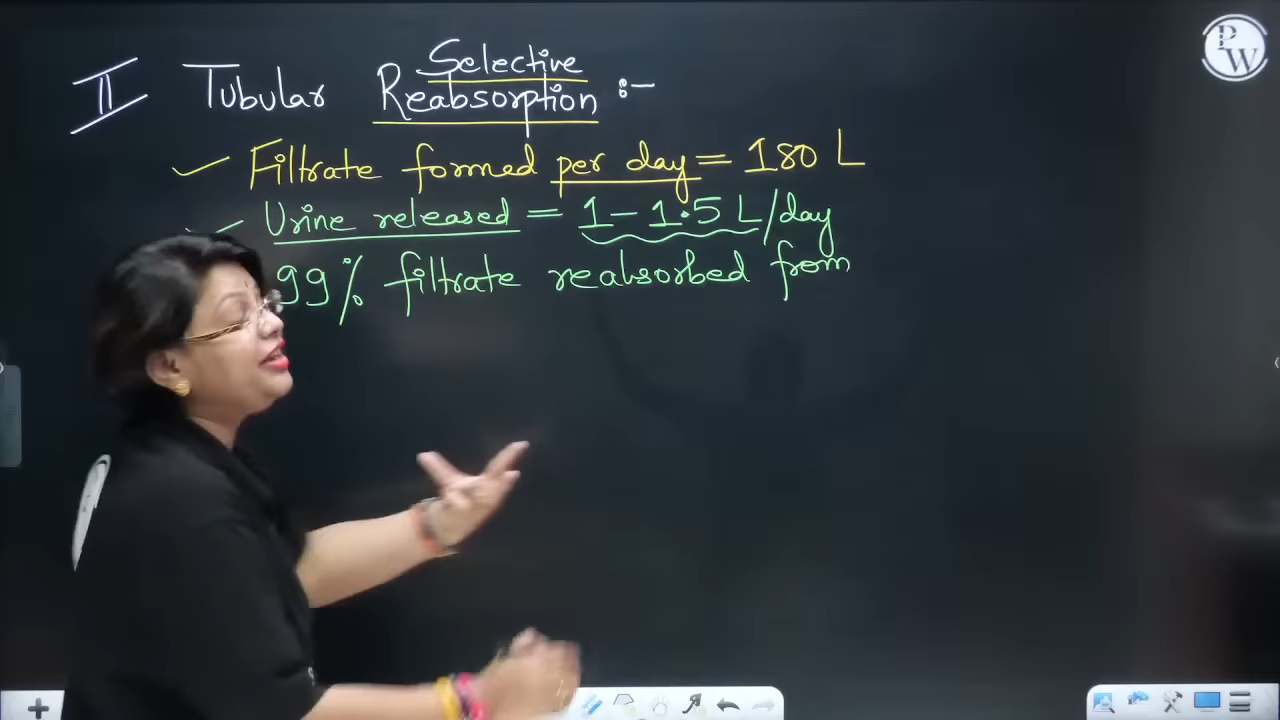 II Tubular Selective Reabsorption :-
Filtrate formed per day = 180 L
Urine released = 1 - 1.5 L/day
99% filtrate reabsorbed from
PW